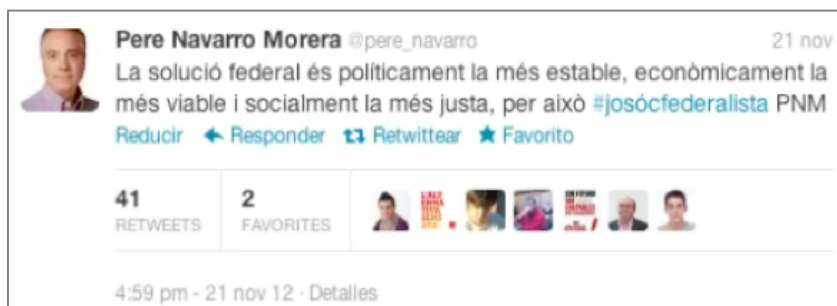 Pere Navarro Morera @pere_navarro 21 nov
La solució federal és políticament la més estable, econòmicament la
més viable i socialment la més justa, per això #josócfederalista PNM
Reducir Responder Retwittear Favorito
41 2
RETWEETS FAVORITES
4:59 pm - 21 nov 12 · Detalles